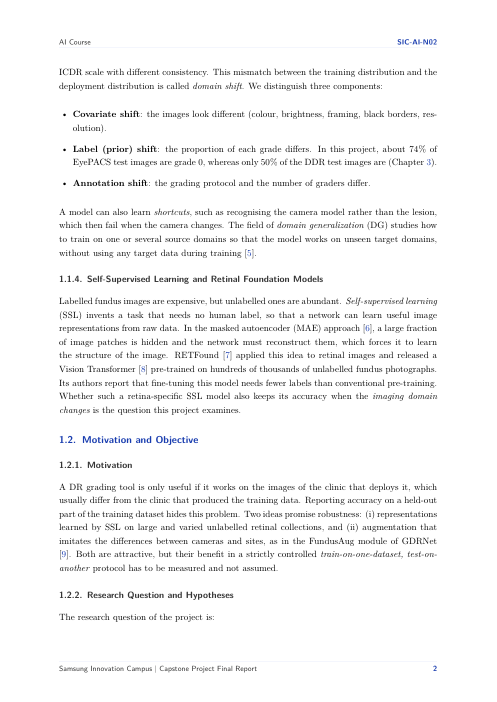 AI Course
SIC-AI-N02
ICDR scale with different consistency. This mismatch between the training distribution and the
deployment distribution is called domain shift. We distinguish three components:
• Covariate shift: the images look different (colour, brightness, framing, black borders, res-
olution).
• Label (prior) shift: the proportion of each grade differs. In this project, about 74% of
EyePACS test images are grade 0, whereas only 50% of the DDR test images are (Chapter 3).
• Annotation shift: the grading protocol and the number of graders differ.
A model can also learn shortcuts, such as recognising the camera model rather than the lesion,
which then fail when the camera changes. The field of domain generalization (DG) studies how
to train on one or several source domains so that the model works on unseen target domains,
without using any target data during training [5].
1.1.4. Self-Supervised Learning and Retinal Foundation Models
Labelled fundus images are expensive, but unlabelled ones are abundant. Self-supervised learning
(SSL) invents a task that needs no human label, so that a network can learn useful image
representations from raw data. In the masked autoencoder (MAE) approach [6], a large fraction
of image patches is hidden and the network must reconstruct them, which forces it to learn
the structure of the image. RETFound [7] applied this idea to retinal images and released a
Vision Transformer [8] pre-trained on hundreds of thousands of unlabelled fundus photographs.
Its authors report that fine-tuning this model needs fewer labels than conventional pre-training.
Whether such a retina-specific SSL model also keeps its accuracy when the imaging domain
changes is the question this project examines.
1.2. Motivation and Objective
1.2.1. Motivation
A DR grading tool is only useful if it works on the images of the clinic that deploys it, which
usually differ from the clinic that produced the training data. Reporting accuracy on a held-out
part of the training dataset hides this problem. Two ideas promise robustness: (i) representations
learned by SSL on large and varied unlabelled retinal collections, and (ii) augmentation that
imitates the differences between cameras and sites, as in the FundusAug module of GDRNet
[9]. Both are attractive, but their benefit in a strictly controlled train-on-one-dataset, test-on-
another protocol has to be measured and not assumed.
1.2.2. Research Question and Hypotheses
The research question of the project is:
Samsung Innovation Campus | Capstone Project Final Report
2